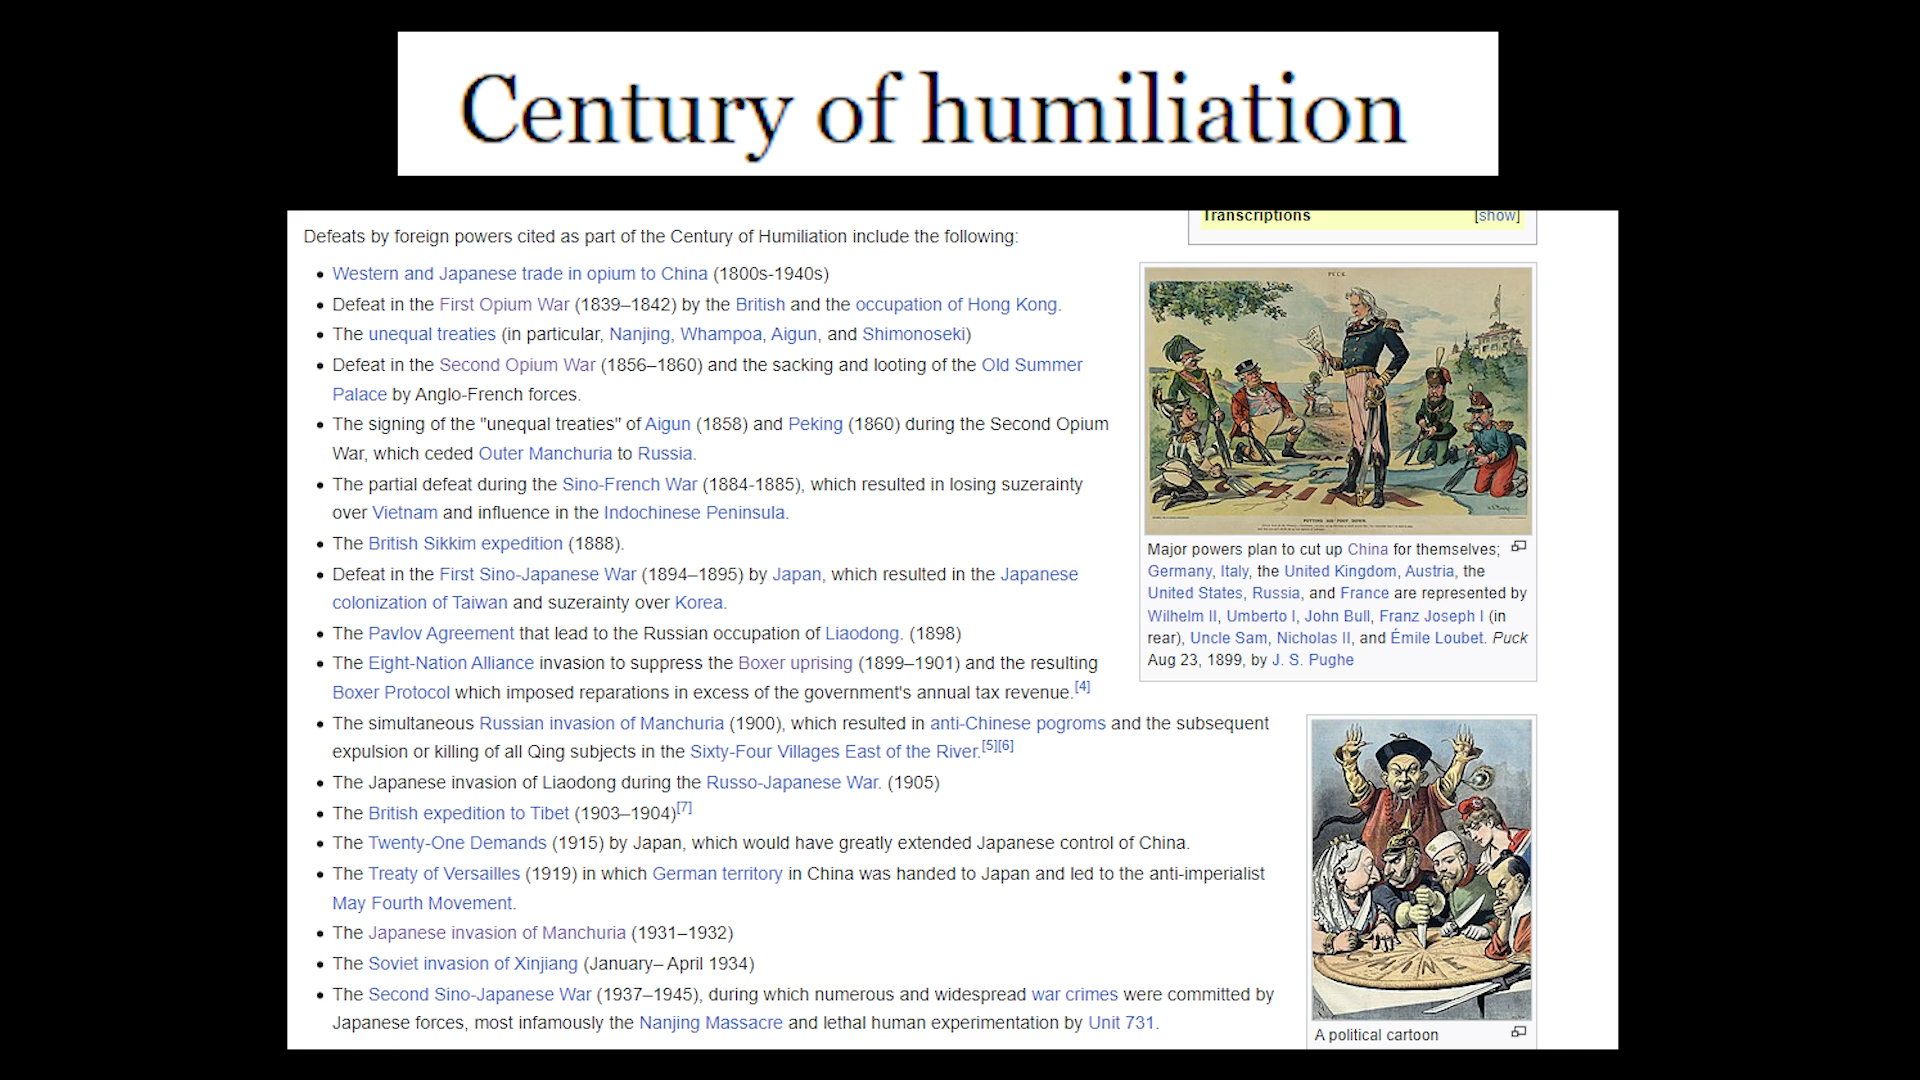 Century of humiliation
Transcriptions [show]
Defeats by foreign powers cited as part of the Century of Humiliation include the following:
• Western and Japanese trade in opium to China (1800s-1940s)
• Defeat in the First Opium War (1839–1842) by the British and the occupation of Hong Kong.
• The unequal treaties (in particular, Nanjing, Whampoa, Aigun, and Shimonoseki)
• Defeat in the Second Opium War (1856–1860) and the sacking and looting of the Old Summer
Palace by Anglo-French forces.
• The signing of the "unequal treaties" of Aigun (1858) and Peking (1860) during the Second Opium
War, which ceded Outer Manchuria to Russia.
• The partial defeat during the Sino-French War (1884-1885), which resulted in losing suzerainty
over Vietnam and influence in the Indochinese Peninsula.
• The British Sikkim expedition (1888).
• Defeat in the First Sino-Japanese War (1894–1895) by Japan, which resulted in the Japanese
colonization of Taiwan and suzerainty over Korea.
• The Pavlov Agreement that lead to the Russian occupation of Liaodong. (1898)
• The Eight-Nation Alliance invasion to suppress the Boxer uprising (1899–1901) and the resulting
Boxer Protocol which imposed reparations in excess of the government's annual tax revenue.[4]
• The simultaneous Russian invasion of Manchuria (1900), which resulted in anti-Chinese pogroms and the subsequent
expulsion or killing of all Qing subjects in the Sixty-Four Villages East of the River.[5][6]
• The Japanese invasion of Liaodong during the Russo-Japanese War. (1905)
• The British expedition to Tibet (1903–1904)[7]
• The Twenty-One Demands (1915) by Japan, which would have greatly extended Japanese control of China.
• The Treaty of Versailles (1919) in which German territory in China was handed to Japan and led to the anti-imperialist
May Fourth Movement.
• The Japanese invasion of Manchuria (1931–1932)
• The Soviet invasion of Xinjiang (January–April 1934)
• The Second Sino-Japanese War (1937–1945), during which numerous and widespread war crimes were committed by
Japanese forces, most infamously the Nanjing Massacre and lethal human experimentation by Unit 731.
PUCK
OF
CHINA
PUTTING HIS FOOT DOWN.
Major powers plan to cut up China for themselves;
Germany, Italy, the United Kingdom, Austria, the
United States, Russia, and France are represented by
Wilhelm II, Umberto I, John Bull, Franz Joseph I (in
rear), Uncle Sam, Nicholas II, and Émile Loubet. Puck
Aug 23, 1899, by J. S. Pughe
CHINE
A political cartoon